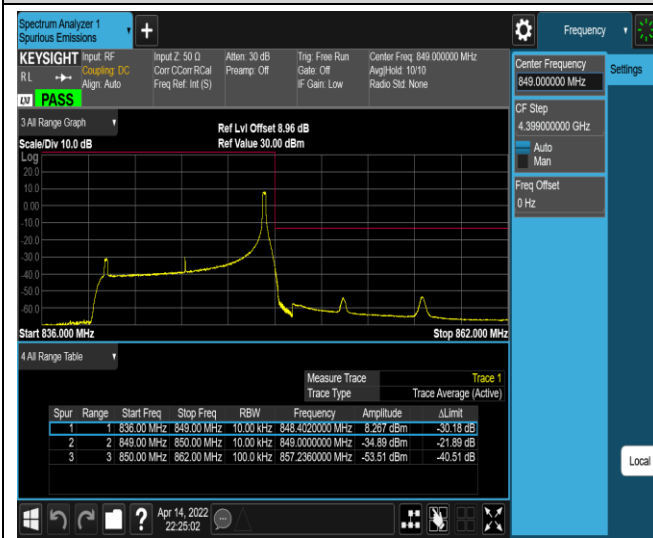 Spectrum Analyzer 1
Spurious Emissions
+
Frequency
KEYSIGHT
RL
Input: RF
Coupling: DC
Align: Auto
Input Z: 50 Ω
Corr CCorr RCal
Freq Ref: Int (S)
Atten: 30 dB
Preamp: Off
Trig: Free Run
Gate: Off
IF Gain: Low
Center Freq: 849.000000 MHz
Avg|Hold: 10/10
Radio Std: None
LXI
PASS
Center Frequency
849.000000 MHz
Settings
CF Step
4.399000000 GHz
Auto
Man
Freq Offset
0 Hz
3 All Range Graph
Ref Lvl Offset 8.96 dB
Scale/Div 10.0 dB
Ref Value 30.00 dBm
Log
20.0
10.0
0.00
-10.0
-20.0
-30.0
-40.0
-50.0
-60.0
Start 836.000 MHz
Stop 862.000 MHz
4 All Range Table
Measure Trace Trace 1
Trace Type Trace Average (Active)
Spur Range Start Freq Stop Freq RBW Frequency Amplitude ΔLimit
1 1 836.00 MHz 849.00 MHz 10.00 kHz 848.4020000 MHz 8.267 dBm -30.18 dB
2 2 849.00 MHz 850.00 MHz 10.00 kHz 849.0000000 MHz -34.89 dBm -21.89 dB
3 3 850.00 MHz 862.00 MHz 100.0 kHz 857.2360000 MHz -53.51 dBm -40.51 dB
Local
?
Apr 14, 2022
22:25:02